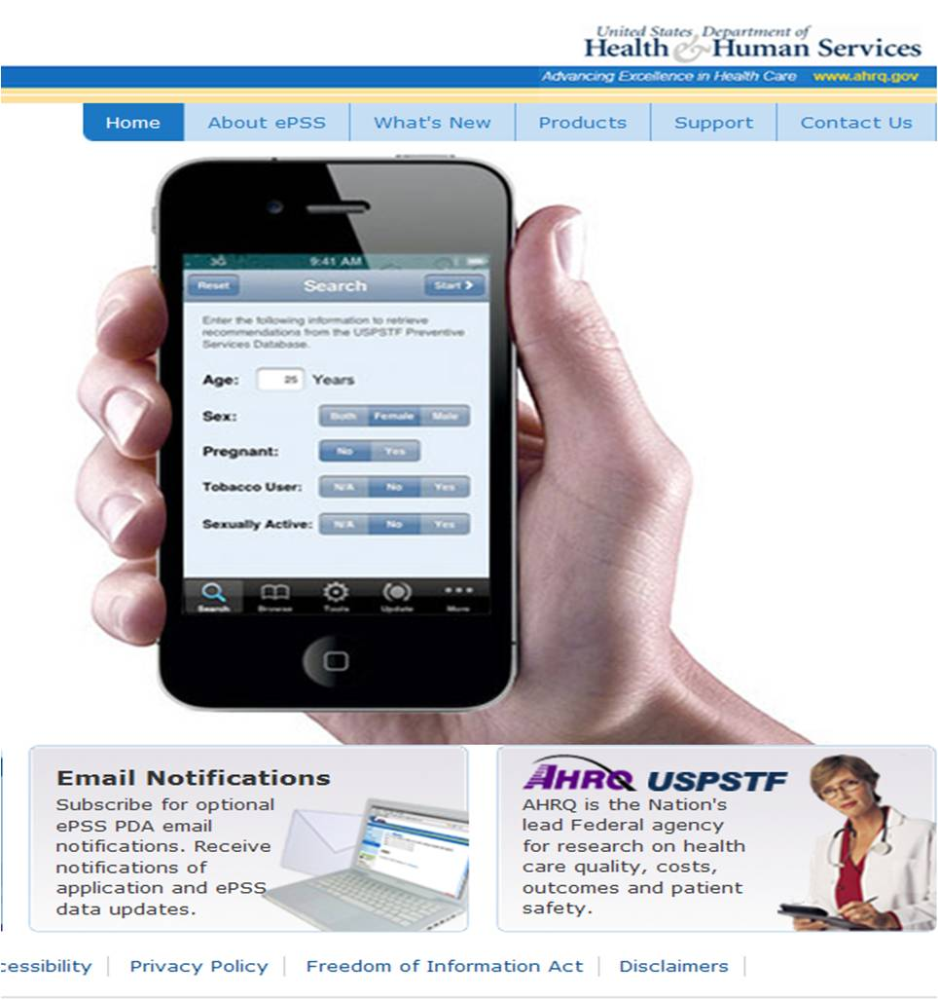 United States Department of
Health & Human Services
Advancing Excellence in Health Care www.ahrq.gov
Home About ePSS What's New Products Support Contact Us
3G 9:41 AM
Reset Search Start
Enter the following information to retrieve
recommendations from the USPSTF Preventive
Services Database.
Age: 25 Years
Sex: Both Female Male
Pregnant: No Yes
Tobacco User: N/A No Yes
Sexually Active: N/A No Yes
Search Browse Tools Update More
Email Notifications
Subscribe for optional
ePSS PDA email
notifications. Receive
notifications of
application and ePSS
data updates.
AHRQ USPSTF
AHRQ is the Nation's
lead Federal agency
for research on health
care quality, costs,
outcomes and patient
safety.
cessibility Privacy Policy Freedom of Information Act Disclaimers